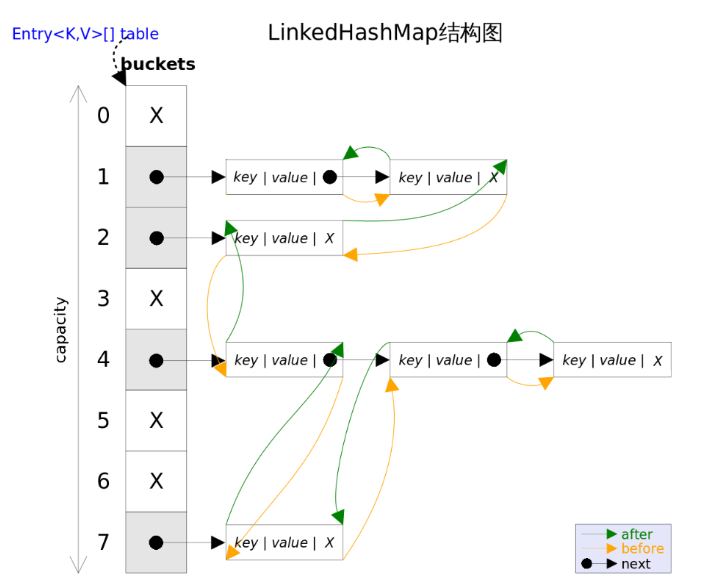 LinkedHashMap结构图
Entry<K,V>[] table
buckets
0 X
1 key | value | key | value | X
2 key | value | X
3 X
capacity
4 key | value | key | value | key | value | X
5 X
6 X
7 key | value | X
after
before
next